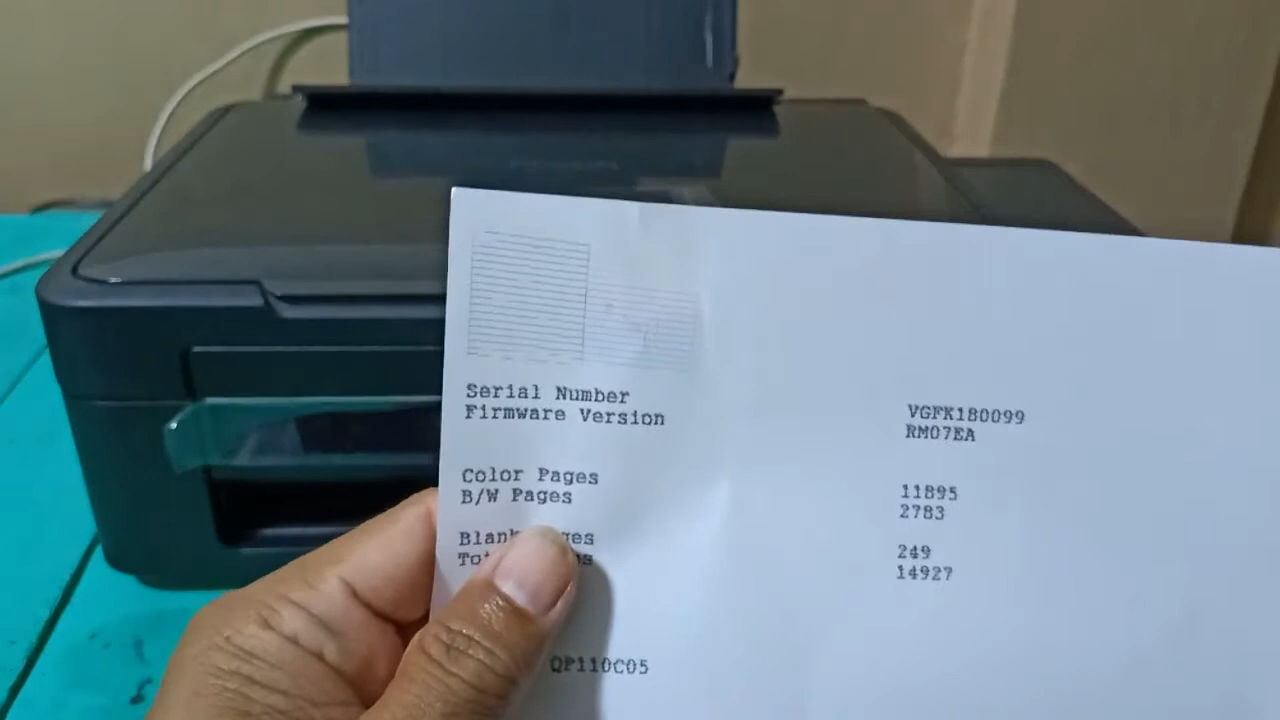 Serial Number VGFK180099
Firmware Version RM07EA
Color Pages 11895
B/W Pages 2783
249
14927
QP110C05